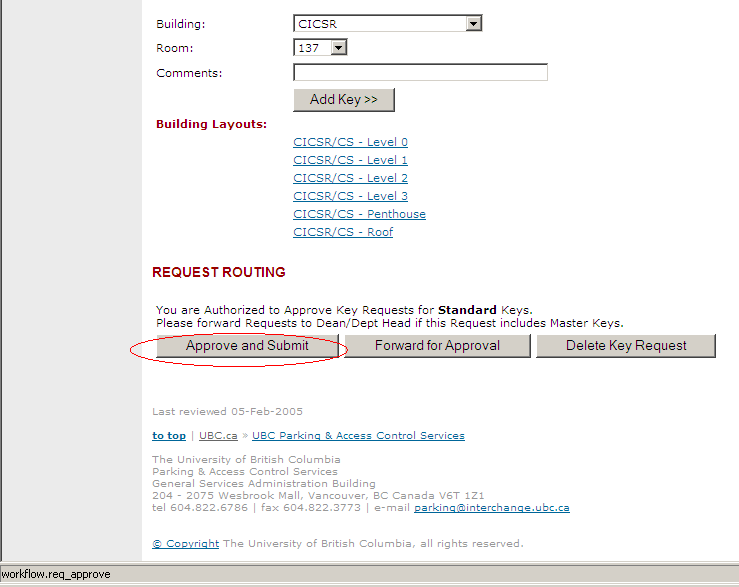 Building: CICSR
Room: 137
Comments:
Add Key >>
Building Layouts:
CICSR/CS - Level 0
CICSR/CS - Level 1
CICSR/CS - Level 2
CICSR/CS - Level 3
CICSR/CS - Penthouse
CICSR/CS - Roof
REQUEST ROUTING
You are Authorized to Approve Key Requests for Standard Keys.
Please forward Requests to Dean/Dept Head if this Request includes Master Keys.
Approve and Submit Forward for Approval Delete Key Request
Last reviewed 05-Feb-2005
to top | UBC.ca » UBC Parking & Access Control Services
The University of British Columbia
Parking & Access Control Services
General Services Administration Building
204 - 2075 Wesbrook Mall, Vancouver, BC Canada V6T 1Z1
tel 604.822.6786 | fax 604.822.3773 | e-mail parking@interchange.ubc.ca
© Copyright The University of British Columbia, all rights reserved.
workflow.req_approve